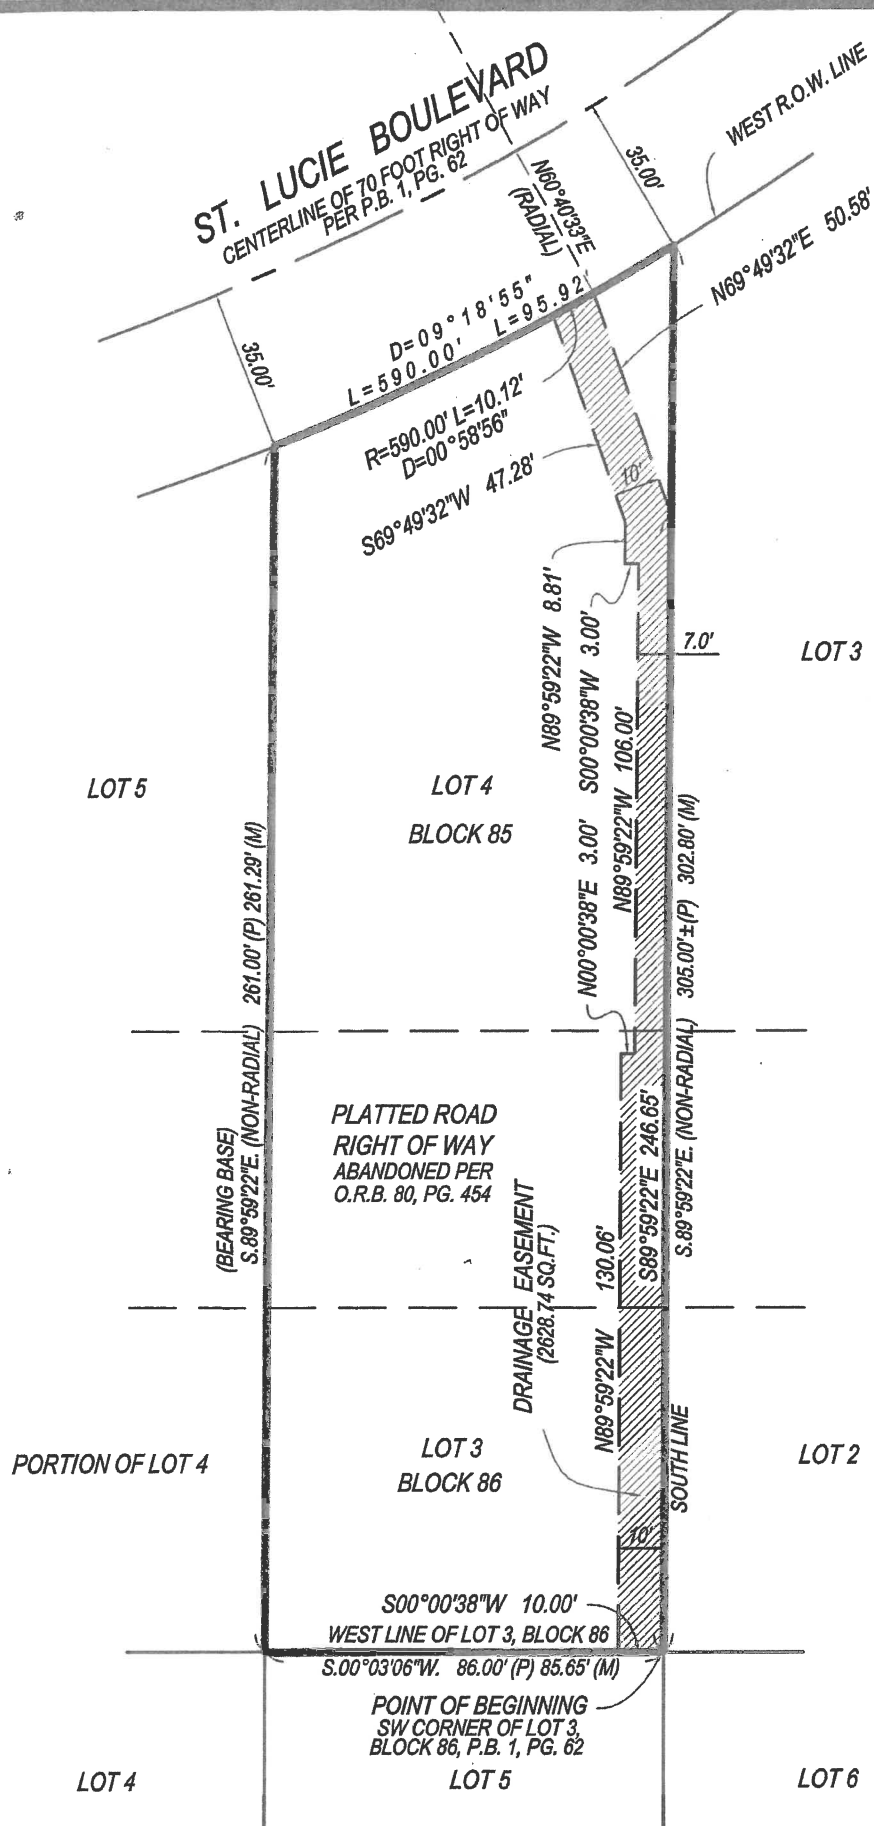 ST. LUCIE BOULEVARD
CENTERLINE OF 70 FOOT RIGHT OF WAY
PER P.B. 1, PG. 62
WEST R.O.W. LINE
35.00'
N60°40'33"E
(RADIAL)
N69°49'32"E 50.58'
35.00'
D=09°18'55"
L=590.00' L=95.92'
R=590.00' L=10.12'
D=00°58'56"
S69°49'32"W 47.28'
10'
N89°59'22"W 8.81'
S00°00'38"W 3.00'
7.0'
LOT 3
LOT 5
LOT 4
BLOCK 85
N89°59'22"W 106.00'
N00°00'38"E 3.00'
261.00' (P) 261.29' (M)
S.89°59'22"E. (NON-RADIAL)
(BEARING BASE)
305.00'±(P) 302.80' (M)
S.89°59'22"E. (NON-RADIAL)
S89°59'22"E 246.65'
PLATTED ROAD
RIGHT OF WAY
ABANDONED PER
O.R.B. 80, PG. 454
DRAINAGE EASEMENT
(2628.74 SQ.FT.)
N89°59'22"W 130.06'
SOUTH LINE
PORTION OF LOT 4
LOT 3
BLOCK 86
LOT 2
10'
S00°00'38"W 10.00'
WEST LINE OF LOT 3, BLOCK 86
S.00°03'06"W. 86.00' (P) 85.65' (M)
POINT OF BEGINNING
SW CORNER OF LOT 3,
BLOCK 86, P.B. 1, PG. 62
LOT 4
LOT 5
LOT 6